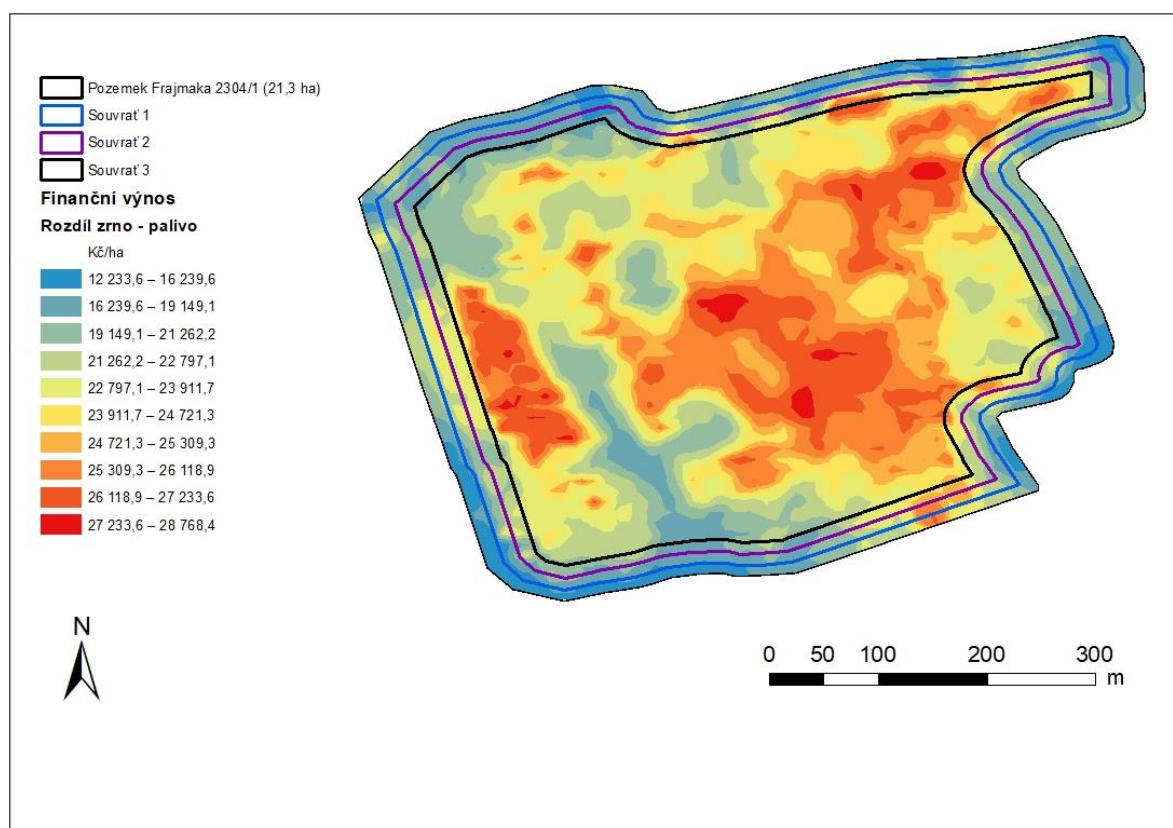 Pozemek Frajmaka 2304/1 (21,3 ha)
Souvrať 1
Souvrať 2
Souvrať 3
Finanční výnos
Rozdíl zrno - palivo
Kč/ha
12 233,6 – 16 239,6
16 239,6 – 19 149,1
19 149,1 – 21 262,2
21 262,2 – 22 797,1
22 797,1 – 23 911,7
23 911,7 – 24 721,3
24 721,3 – 25 309,3
25 309,3 – 26 118,9
26 118,9 – 27 233,6
27 233,6 – 28 768,4
N
0 50 100 200 300
m